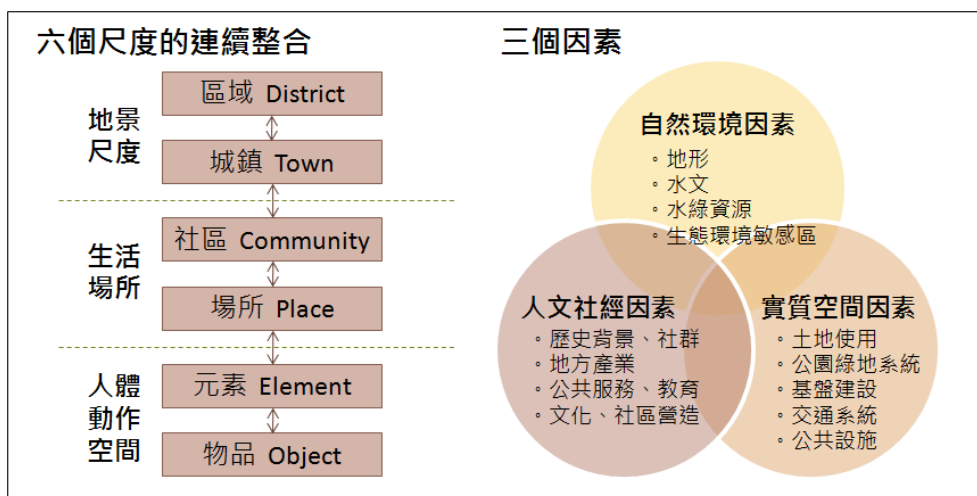 六個尺度的連續整合
地景
尺度
區域 District
城鎮 Town
生活
場所
社區 Community
場所 Place
人體
動作
空間
元素 Element
物品 Object
三個因素
自然環境因素
。地形
。水文
。水綠資源
。生態環境敏感區
人文社經因素
。歷史背景、社群
。地方產業
。公共服務、教育
。文化、社區營造
實質空間因素
。土地使用
。公園綠地系統
。基盤建設
。交通系統
。公共設施